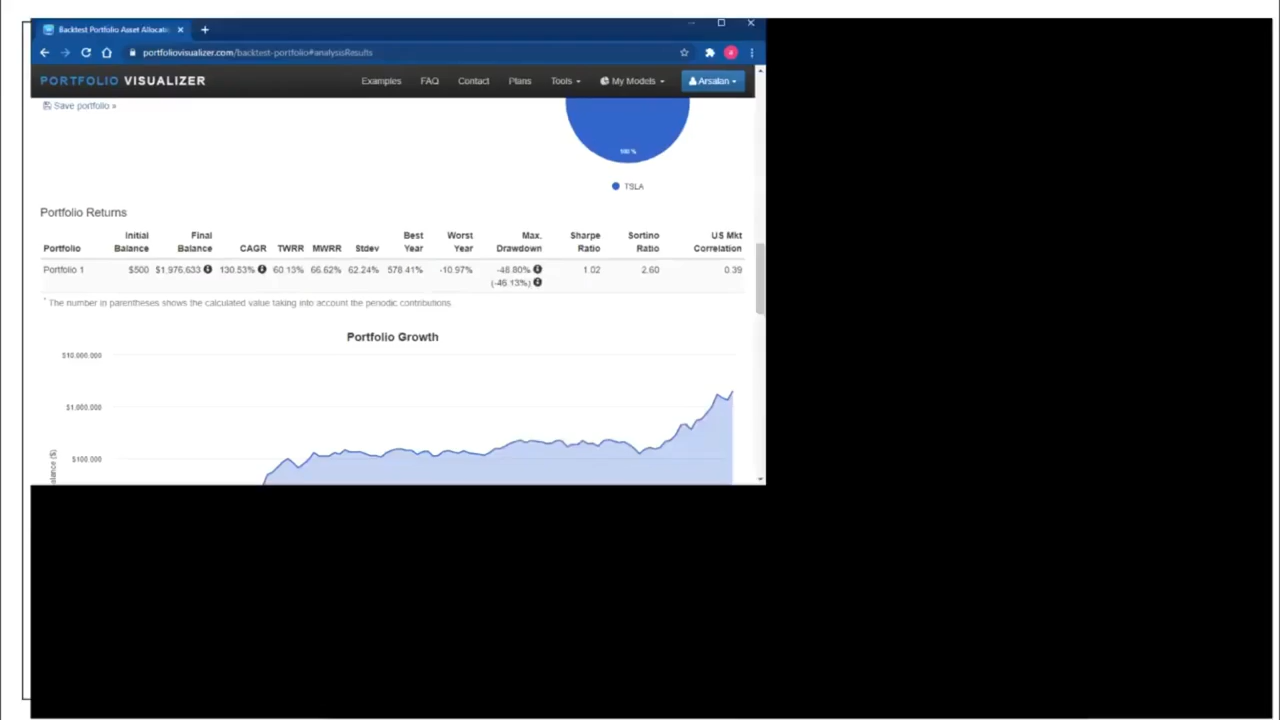 Backtest Portfolio Asset Allocati
portfoliovisualizer.com/backtest-portfolio#analysisResults
PORTFOLIO VISUALIZER Examples FAQ Contact Plans Tools My Models Arsalan
Save portfolio »
100 %
TSLA
Portfolio Returns
Portfolio Initial Balance Final Balance CAGR TWRR MWRR Stdev Best Year Worst Year Max. Drawdown Sharpe Ratio Sortino Ratio US Mkt Correlation
Portfolio 1 $500 $1,976,633 130.53% 60.13% 66.62% 62.24% 578.41% -10.97% -48.80% 1.02 2.60 0.39
(-46.13%)
* The number in parentheses shows the calculated value taking into account the periodic contributions
Portfolio Growth
$10,000,000
$1,000,000
$100,000
alance ($)